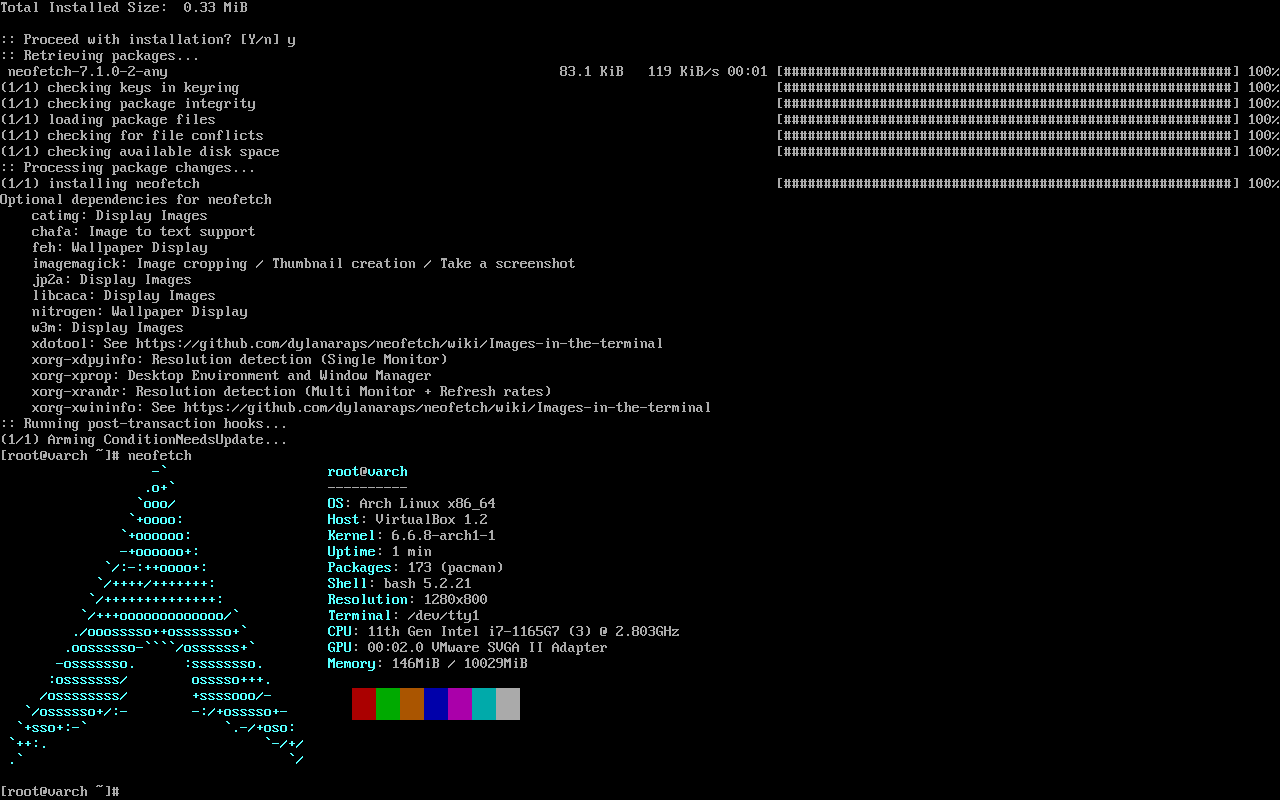 Total Installed Size:  0.33 MiB

:: Proceed with installation? [Y/n] y
:: Retrieving packages...
 neofetch-7.1.0-2-any                                                 83.1 KiB   119 KiB/s 00:01 [########################################################] 100%
(1/1) checking keys in keyring                                                                   [########################################################] 100%
(1/1) checking package integrity                                                                 [########################################################] 100%
(1/1) loading package files                                                                      [########################################################] 100%
(1/1) checking for file conflicts                                                                [########################################################] 100%
(1/1) checking available disk space                                                              [########################################################] 100%
:: Processing package changes...
(1/1) installing neofetch                                                                        [########################################################] 100%
Optional dependencies for neofetch
    catimg: Display Images
    chafa: Image to text support
    feh: Wallpaper Display
    imagemagick: Image cropping / Thumbnail creation / Take a screenshot
    jp2a: Display Images
    libcaca: Display Images
    nitrogen: Wallpaper Display
    w3m: Display Images
    xdotool: See https://github.com/dylanaraps/neofetch/wiki/Images-in-the-terminal
    xorg-xdpyinfo: Resolution detection (Single Monitor)
    xorg-xprop: Desktop Environment and Window Manager
    xorg-xrandr: Resolution detection (Multi Monitor + Refresh rates)
    xorg-xwininfo: See https://github.com/dylanaraps/neofetch/wiki/Images-in-the-terminal
:: Running post-transaction hooks...
(1/1) Arming ConditionNeedsUpdate...
[root@varch ~]# neofetch
                   -`                    root@varch
                  .o+`                   ----------
                 `ooo/                   OS: Arch Linux x86_64
                `+oooo:                  Host: VirtualBox 1.2
               `+oooooo:                 Kernel: 6.6.8-arch1-1
               -+oooooo+:                Uptime: 1 min
             `/:-:++oooo+:               Packages: 173 (pacman)
            `/++++/+++++++:              Shell: bash 5.2.21
           `/++++++++++++++:             Resolution: 1280x800
          `/+++ooooooooooooo/`           Terminal: /dev/tty1
         ./ooosssso++osssssso+`          CPU: 11th Gen Intel i7-1165G7 (3) @ 2.803GHz
        .oossssso-````/ossssss+`         GPU: 00:02.0 VMware SVGA II Adapter
       -osssssso.      :ssssssso.        Memory: 146MiB / 10029MiB
      :osssssss/        osssso+++.
     /ossssssss/        +ssssooo/-
   `/ossssso+/:-        -:/+osssso+-
  `+sso+:-`                 `.-/+oso:
 `++:.                           `-/+/
 .`                                 `/

[root@varch ~]#